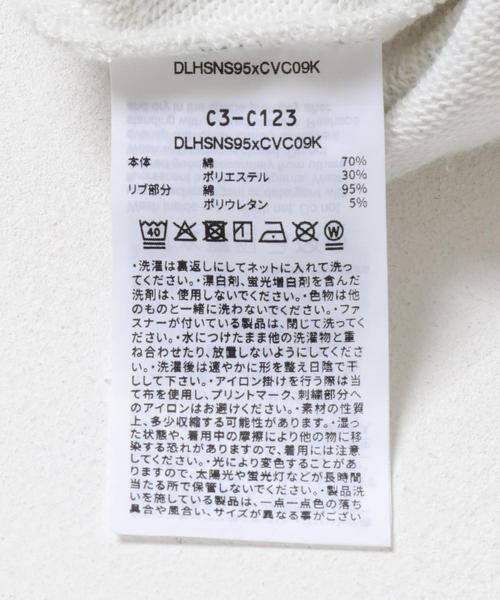 DLHSNS95xCVC09K
C3-C123
DLHSNS95xCVC09K
本体 綿 70%
ポリエステル 30%
リブ部分 綿 95%
ポリウレタン 5%
40 W
・洗濯は裏返しにしてネットに入れて洗っ
てください。・漂白剤、蛍光増白剤を含んだ
洗剤は、使用しないでください。・色物は他
のものと一緒に洗わないでください。・ファ
スナーが付いている製品は、閉じて洗ってく
ださい。・水につけたまま他の洗濯物と重
ね合わせたり、放置しないようにしてくださ
い。・洗濯後は速やかに形を整え日陰で干
しして下さい。・アイロン掛けを行う際は当
て布を使用し、プリントマーク、刺繍部分へ
のアイロンはお避けください。・素材の性質
上、多少収縮する可能性があります。・湿っ
た状態や、着用中の摩擦により他の物に移
染する恐れがありますので、着用には注意
してください。・光により変色することがあ
りますので、太陽光や蛍光灯などが長時間
当たる所で保管しないでください。・製品洗
いを施している製品は、一点一点色の落ち
具合や風合い、サイズが異なる事がござい